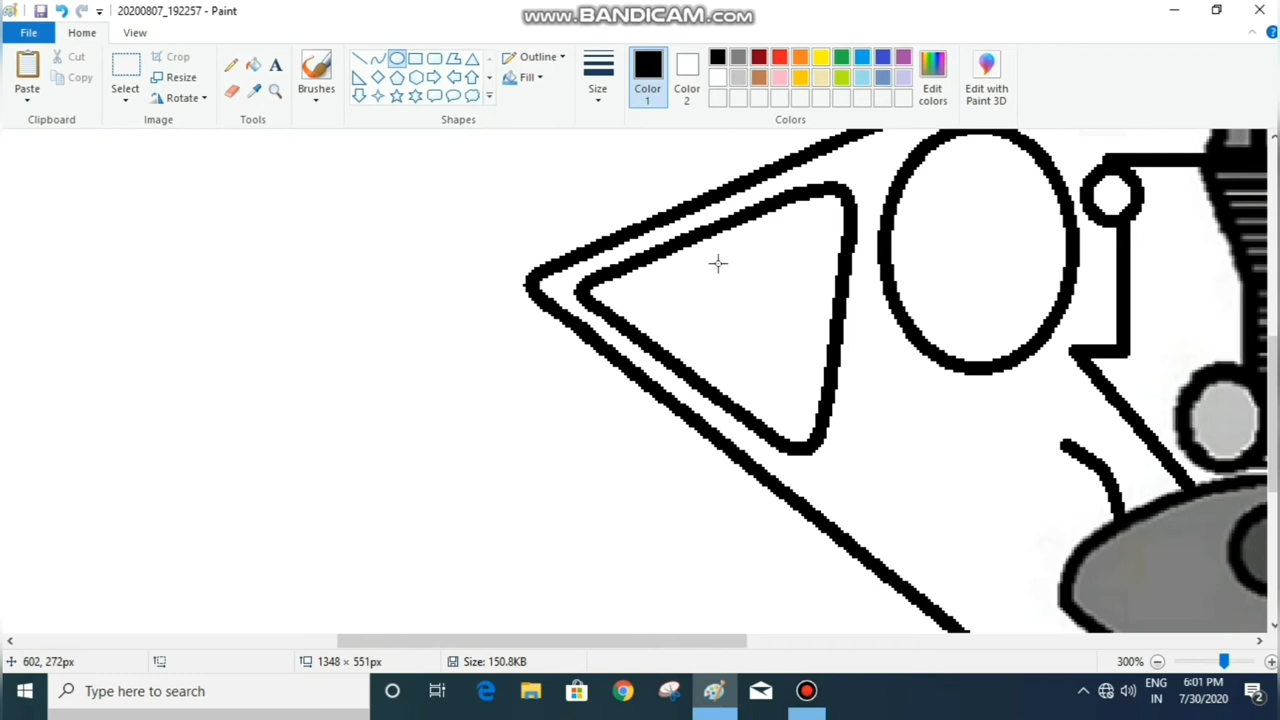 20200807_192257 - Paint
www.BANDICAM.com
File Home View
Paste
Cut
Copy
Clipboard
Select
Crop
Resize
Rotate
Image
A
Tools
Brushes
Outline
Fill
Shapes
Size
Color
1
Color
2
Edit
colors
Colors
Edit with
Paint 3D
602, 272px
1348 × 551px
Size: 150.8KB
300%
Type here to search
ENG
IN
6:01 PM
7/30/2020
2